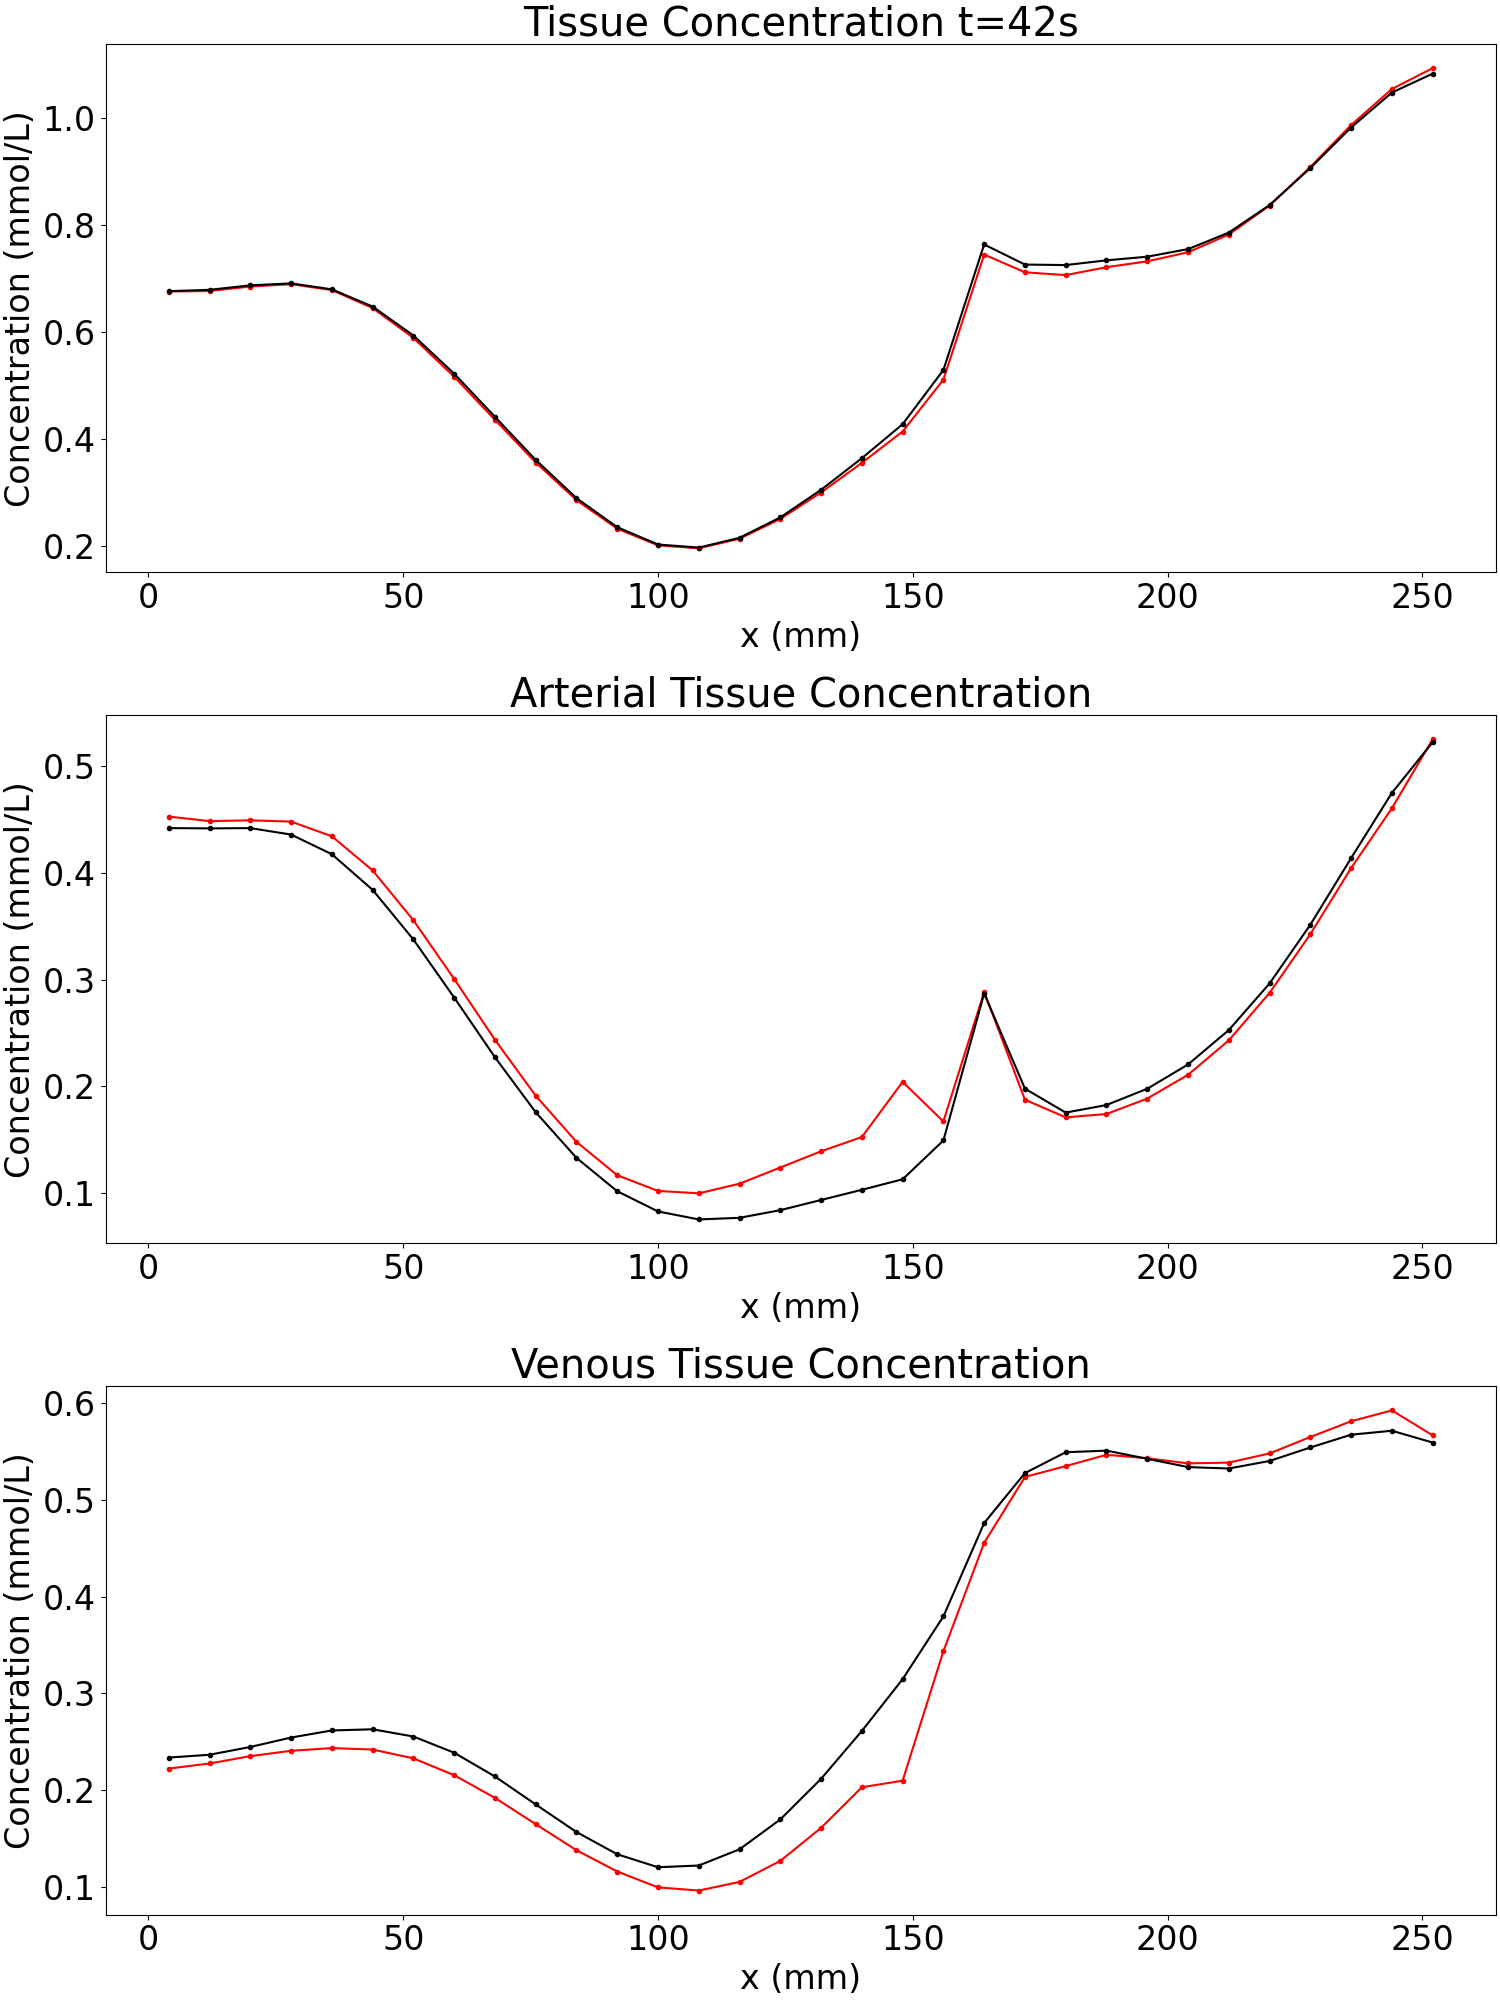 Tissue Concentration t=42s
Concentration (mmol/L)
1.0
0.8
0.6
0.4
0.2
0 50 100 150 200 250
x (mm)
Arterial Tissue Concentration
Concentration (mmol/L)
0.5
0.4
0.3
0.2
0.1
0 50 100 150 200 250
x (mm)
Venous Tissue Concentration
Concentration (mmol/L)
0.6
0.5
0.4
0.3
0.2
0.1
0 50 100 150 200 250
x (mm)